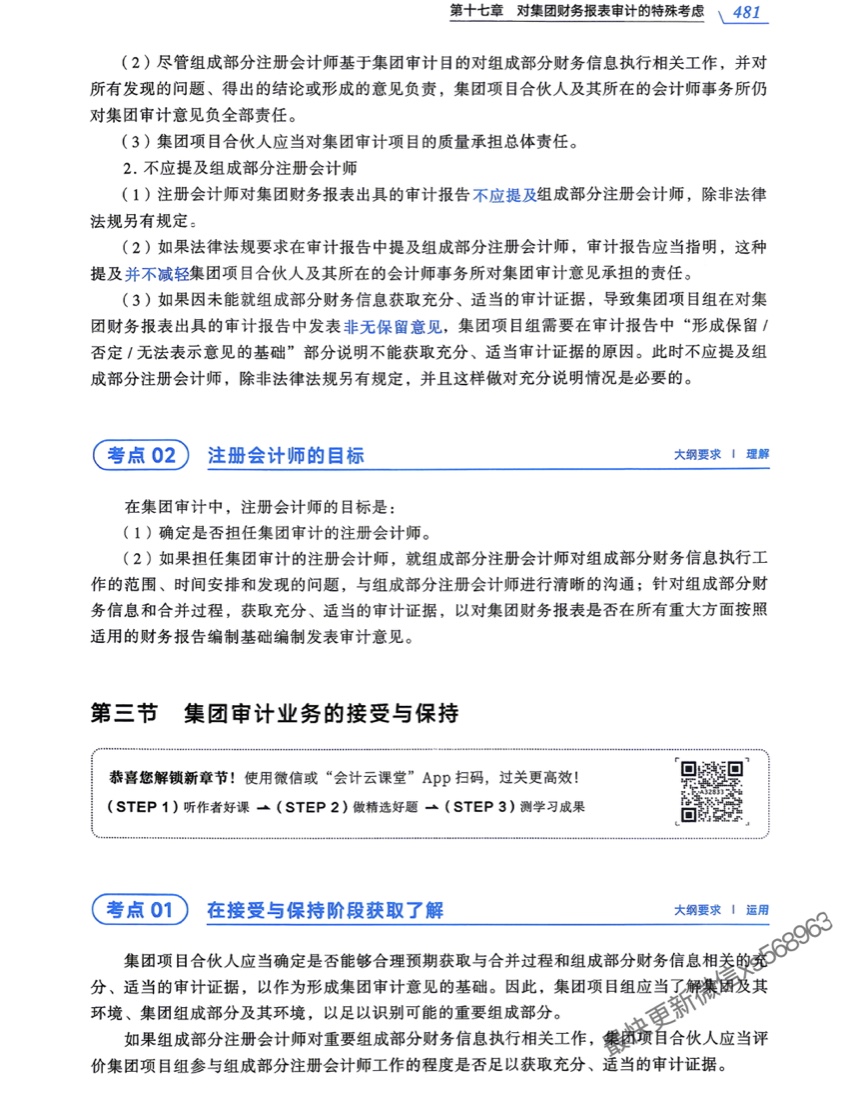 第十七章 对集团财务报表审计的特殊考虑 481
（2）尽管组成部分注册会计师基于集团审计目的对组成部分财务信息执行相关工作，并对
所有发现的问题、得出的结论或形成的意见负责，集团项目合伙人及其所在的会计师事务所仍
对集团审计意见负全部责任。
（3）集团项目合伙人应当对集团审计项目的质量承担总体责任。
2. 不应提及组成部分注册会计师
（1）注册会计师对集团财务报表出具的审计报告不应提及组成部分注册会计师，除非法律
法规另有规定。
（2）如果法律法规要求在审计报告中提及组成部分注册会计师，审计报告应当指明，这种
提及并不减轻集团项目合伙人及其所在的会计师事务所对集团审计意见承担的责任。
（3）如果因未能就组成部分财务信息获取充分、适当的审计证据，导致集团项目组在对集
团财务报表出具的审计报告中发表非无保留意见，集团项目组需要在审计报告中“形成保留 /
否定 / 无法表示意见的基础”部分说明不能获取充分、适当审计证据的原因。此时不应提及组
成部分注册会计师，除非法律法规另有规定，并且这样做对充分说明情况是必要的。
考点 02 注册会计师的目标 大纲要求 | 理解
在集团审计中，注册会计师的目标是：
（1）确定是否担任集团审计的注册会计师。
（2）如果担任集团审计的注册会计师，就组成部分注册会计师对组成部分财务信息执行工
作的范围、时间安排和发现的问题，与组成部分注册会计师进行清晰的沟通；针对组成部分财
务信息和合并过程，获取充分、适当的审计证据，以对集团财务报表是否在所有重大方面按照
适用的财务报告编制基础编制发表审计意见。
第三节 集团审计业务的接受与保持
恭喜您解锁新章节！使用微信或“会计云课堂”App 扫码，过关更高效！
（STEP 1）听作者好课 ⇀（STEP 2）做精选好题 ⇀（STEP 3）测学习成果
考点 01 在接受与保持阶段获取了解 大纲要求 | 运用
集团项目合伙人应当确定是否能够合理预期获取与合并过程和组成部分财务信息相关的充
分、适当的审计证据，以作为形成集团审计意见的基础。因此，集团项目组应当了解集团及其
环境、集团组成部分及其环境，以足以识别可能的重要组成部分。
如果组成部分注册会计师对重要组成部分财务信息执行相关工作，集团项目合伙人应当评
价集团项目组参与组成部分注册会计师工作的程度是否足以获取充分、适当的审计证据。